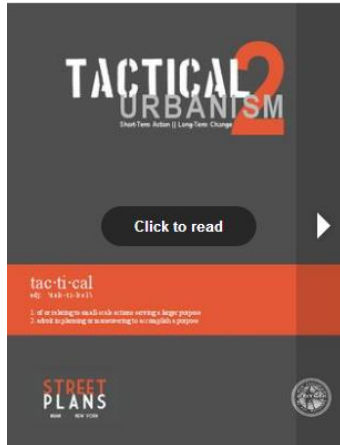 TACTICAL 2
URBANISM
Short-Term Action || Long-Term Change
Click to read
tac·ti·cal
1. of or relating to small-scale actions serving a larger purpose
2. adroit in planning or maneuvering to accomplish a purpose
STREET
PLANS
MIAMI NEW YORK